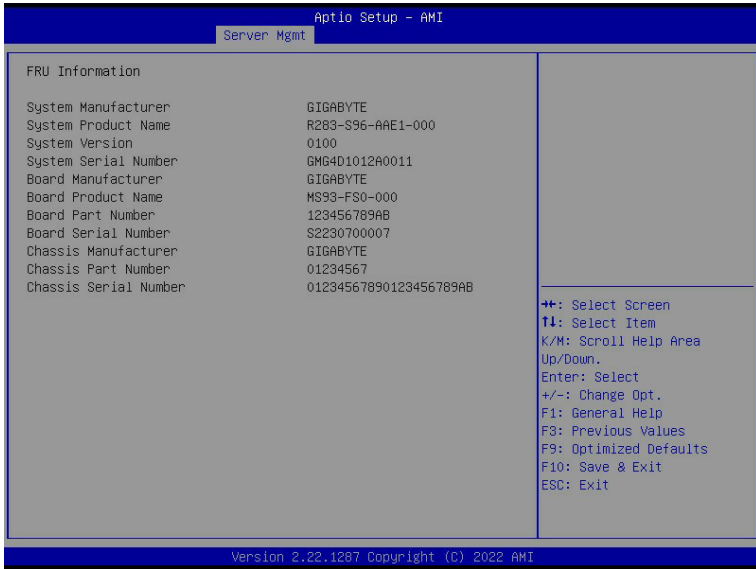 Aptio Setup – AMI
Server Mgmt
FRU Information
System Manufacturer GIGABYTE
System Product Name R283-S96-AAE1-000
System Version 0100
System Serial Number GMG4D1012A0011
Board Manufacturer GIGABYTE
Board Product Name MS93-FS0-000
Board Part Number 123456789AB
Board Serial Number S2230700007
Chassis Manufacturer GIGABYTE
Chassis Part Number 01234567
Chassis Serial Number 01234567890123456789AB
→←: Select Screen
↑↓: Select Item
K/M: Scroll Help Area
Up/Down.
Enter: Select
+/-: Change Opt.
F1: General Help
F3: Previous Values
F9: Optimized Defaults
F10: Save & Exit
ESC: Exit
Version 2.22.1287 Copyright (C) 2022 AMI